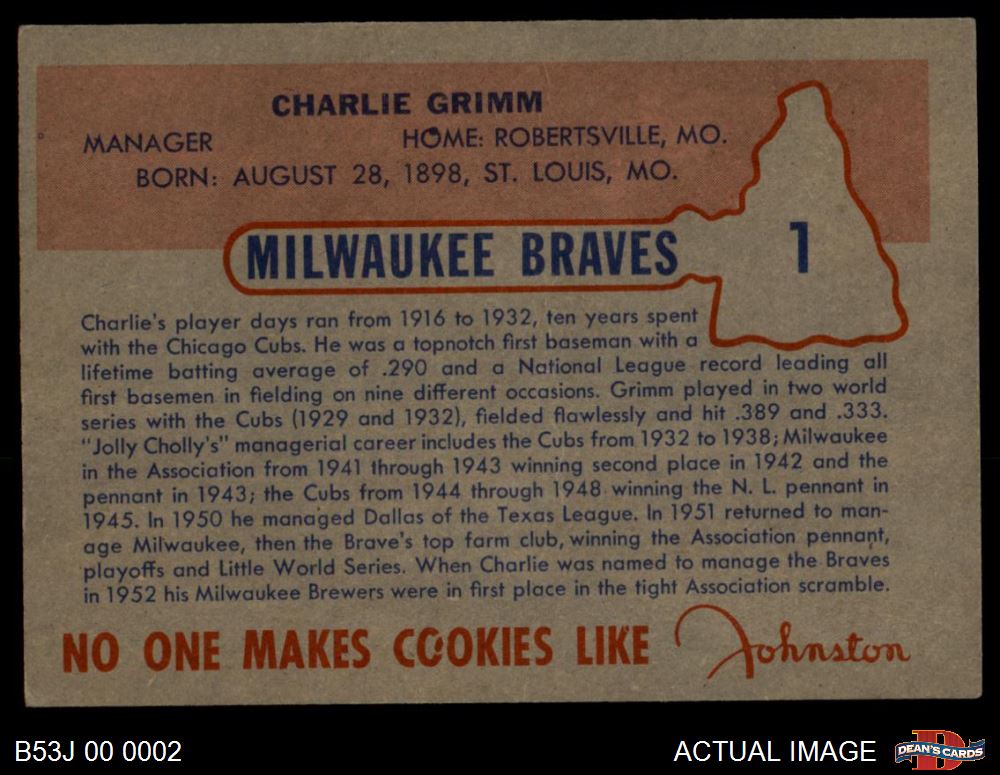 CHARLIE GRIMM
MANAGER HOME: ROBERTSVILLE, MO.
BORN: AUGUST 28, 1898, ST. LOUIS, MO.
MILWAUKEE BRAVES 1
Charlie's player days ran from 1916 to 1932, ten years spent
with the Chicago Cubs. He was a topnotch first baseman with a
lifetime batting average of .290 and a National League record leading all
first basemen in fielding on nine different occasions. Grimm played in two world
series with the Cubs (1929 and 1932), fielded flawlessly and hit .389 and .333.
"Jolly Cholly's" managerial career includes the Cubs from 1932 to 1938; Milwaukee
in the Association from 1941 through 1943 winning second place in 1942 and the
pennant in 1943; the Cubs from 1944 through 1948 winning the N. L. pennant in
1945. In 1950 he managed Dallas of the Texas League. In 1951 returned to man-
age Milwaukee, then the Brave's top farm club, winning the Association pennant,
playoffs and Little World Series. When Charlie was named to manage the Braves
in 1952 his Milwaukee Brewers were in first place in the tight Association scramble.
NO ONE MAKES COOKIES LIKE Johnston
B53J 00 0002 ACTUAL IMAGE DEAN'S CARDS